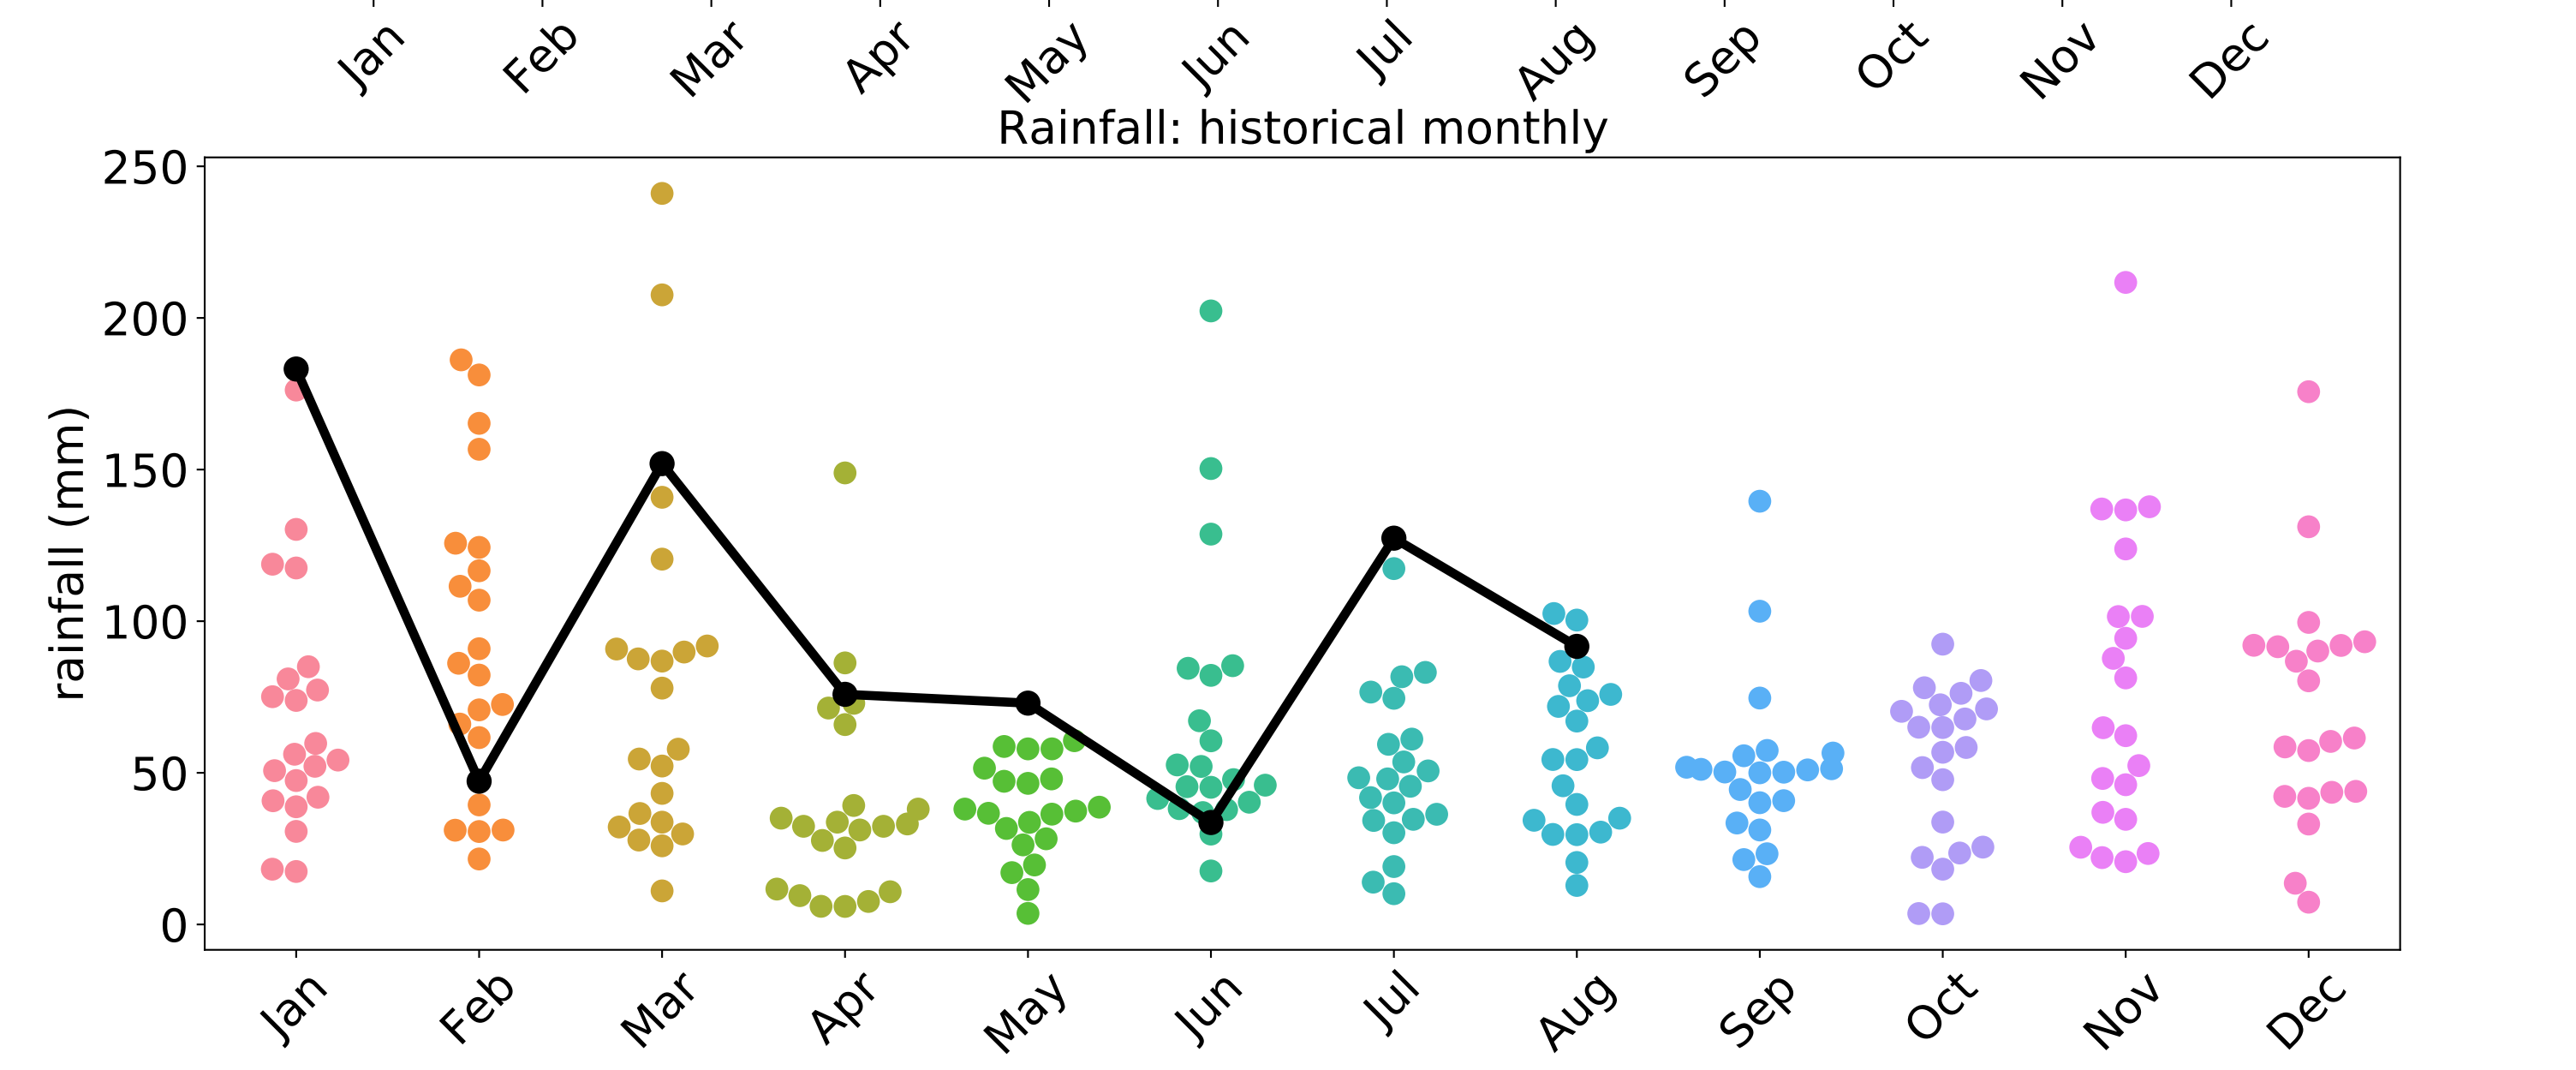 Jan Feb Mar Apr May Jun Jul Aug Sep Oct Nov Dec
Rainfall: historical monthly
250
200
150
100
50
0
rainfall (mm)
Jan Feb Mar Apr May Jun Jul Aug Sep Oct Nov Dec